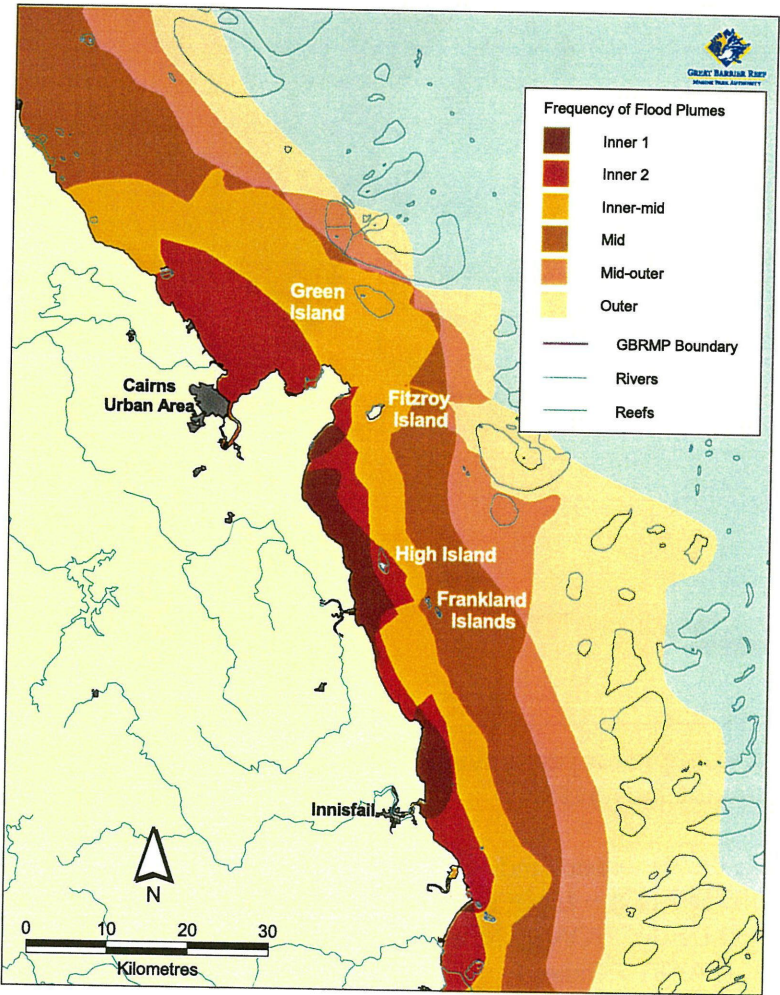 GREAT BARRIER REEF
MARINE PARK AUTHORITY
Frequency of Flood Plumes
Inner 1
Inner 2
Inner-mid
Mid
Mid-outer
Outer
GBRMP Boundary
Rivers
Reefs
Green
Island
Cairns
Urban Area
Fitzroy
Island
High Island
Frankland
Islands
Innisfail
N
0 10 20 30
Kilometres